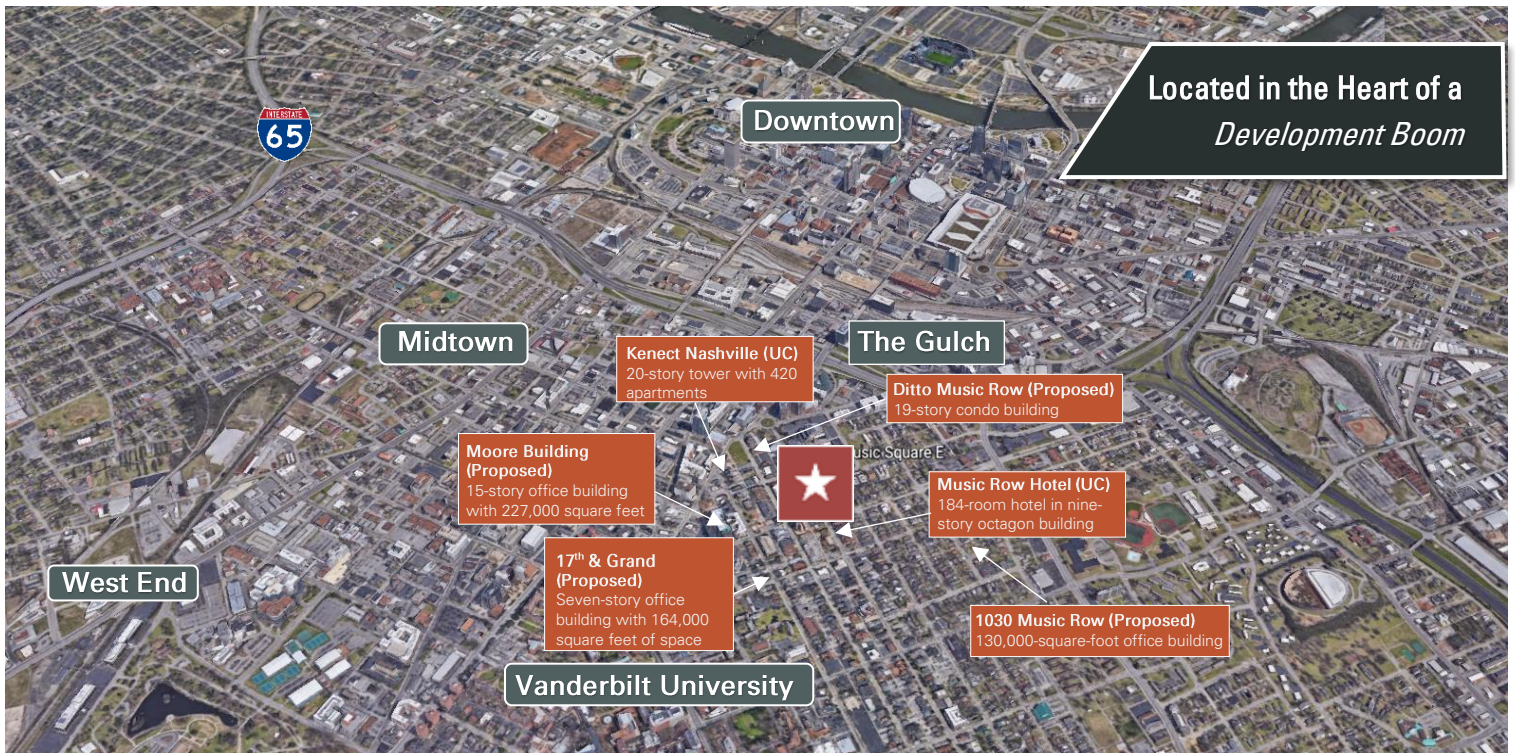 Located in the Heart of a
Development Boom
INTERSTATE
65
Downtown
Midtown
The Gulch
Kenect Nashville (UC)
20-story tower with 420
apartments
Ditto Music Row (Proposed)
19-story condo building
Moore Building
(Proposed)
15-story office building
with 227,000 square feet
usic Square E
Music Row Hotel (UC)
184-room hotel in nine-
story octagon building
17th & Grand
(Proposed)
Seven-story office
building with 164,000
square feet of space
West End
1030 Music Row (Proposed)
130,000-square-foot office building
Vanderbilt University